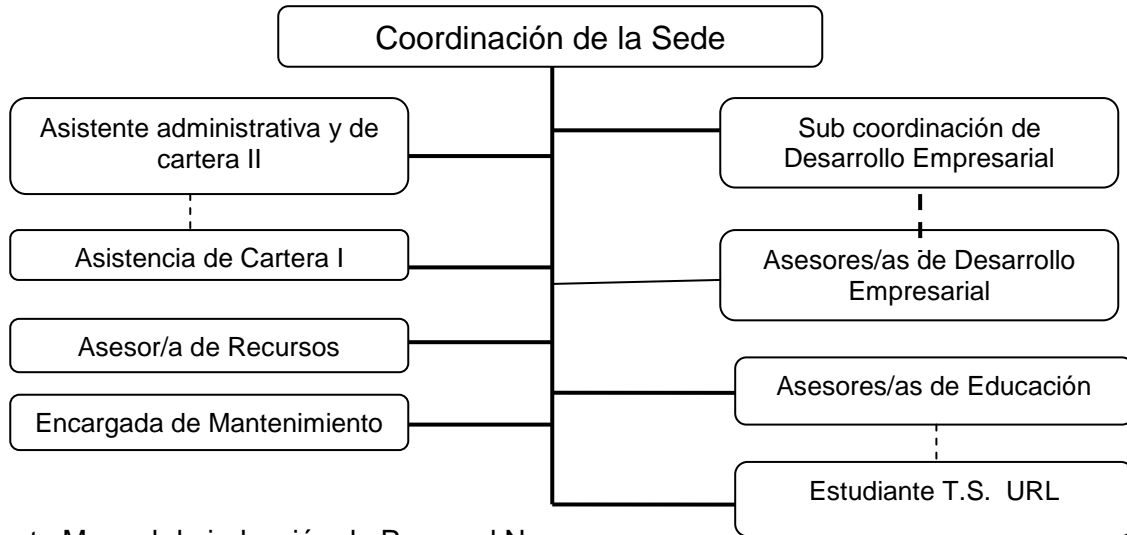 Coordinación de la Sede
Asistente administrativa y de
cartera II
Sub coordinación de
Desarrollo Empresarial
Asistencia de Cartera I
Asesores/as de Desarrollo
Empresarial
Asesor/a de Recursos
Asesores/as de Educación
Encargada de Mantenimiento
Estudiante T.S. URL